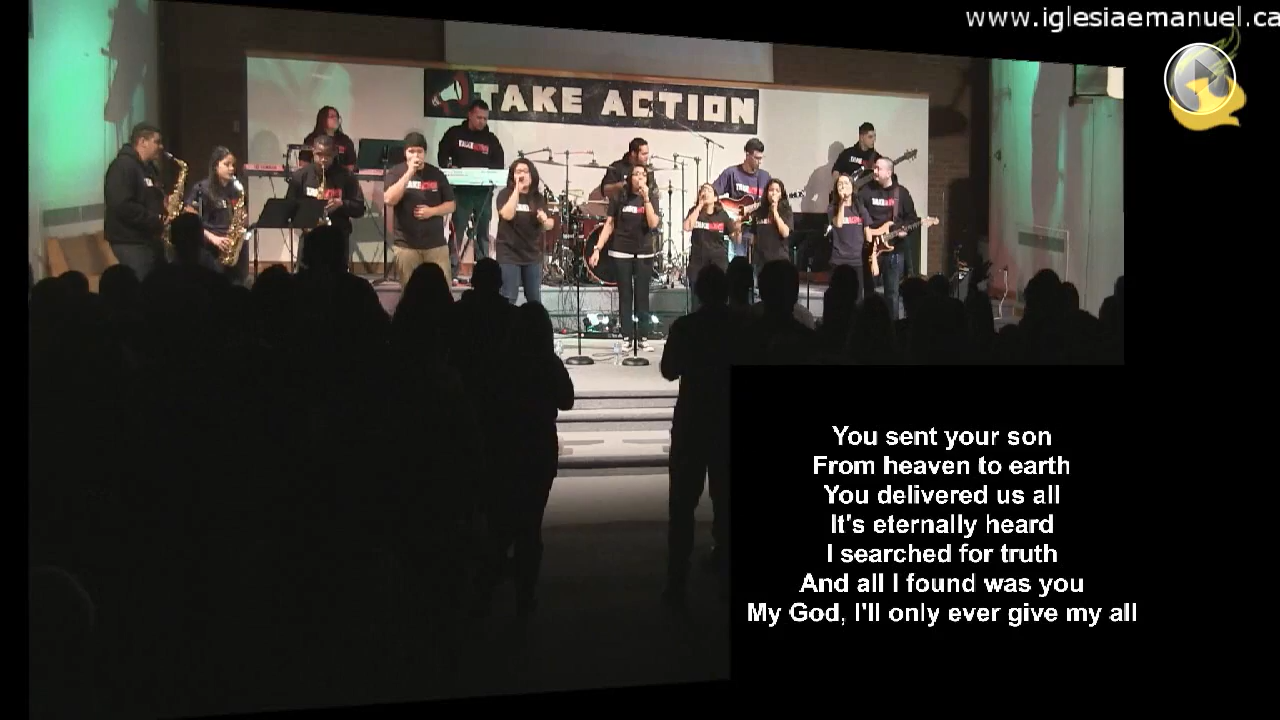 www.iglesiaemanuel.ca
TAKE ACTION
You sent your son
From heaven to earth
You delivered us all
It's eternally heard
I searched for truth
And all I found was you
My God, I'll only ever give my all